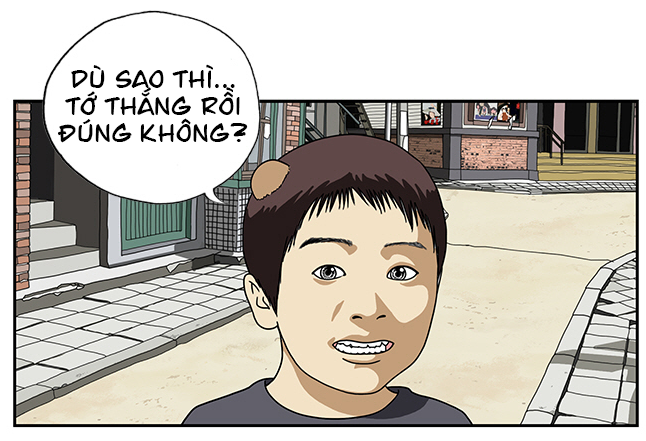 DÙ SAO THÌ...
TỚ THẮNG RỒI
ĐÚNG KHÔNG?